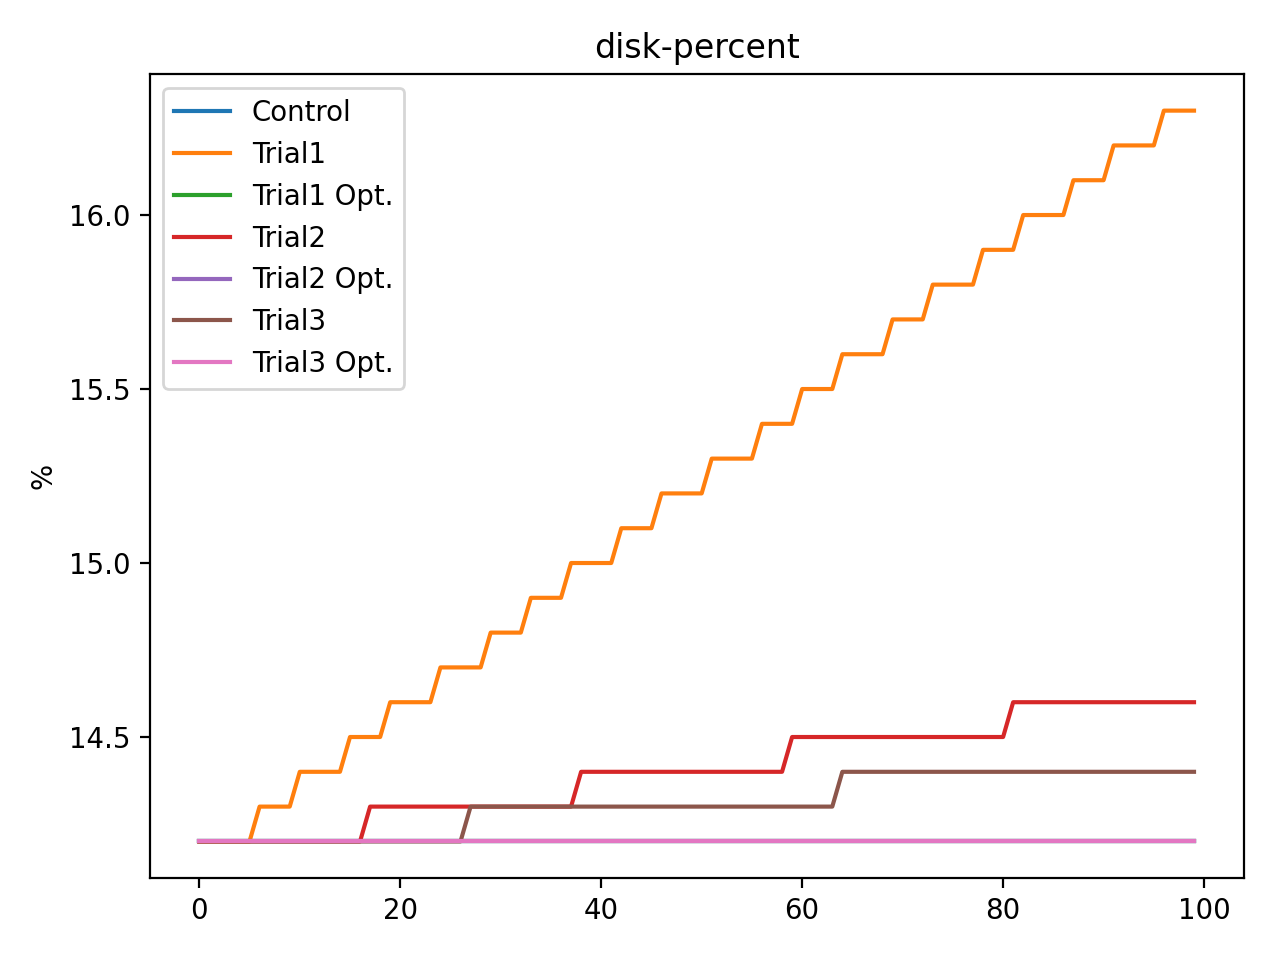 disk-percent
Control
Trial1
Trial1 Opt.
Trial2
Trial2 Opt.
Trial3
Trial3 Opt.
16.0
15.5
15.0
14.5
%
0 20 40 60 80 100